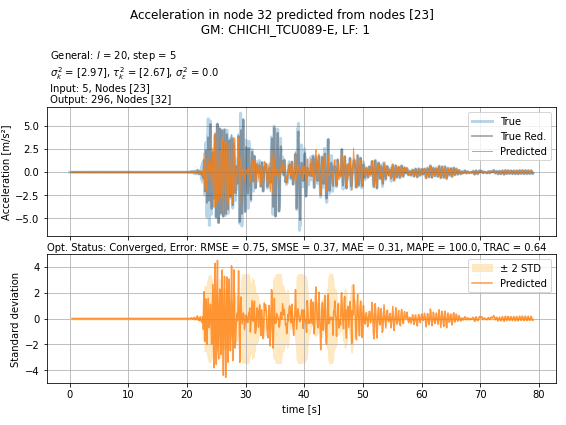 Acceleration in node 32 predicted from nodes [23]
GM: CHICHI_TCU089-E, LF: 1
General: l = 20, step = 5
σ²ₖ = [2.97], τ²ₖ = [2.67], σ²ε = 0.0
Input: 5, Nodes [23]
Output: 296, Nodes [32]
Acceleration [m/s²]
5.0
2.5
0.0
−2.5
−5.0
True
True Red.
Predicted
Opt. Status: Converged, Error: RMSE = 0.75, SMSE = 0.37, MAE = 0.31, MAPE = 100.0, TRAC = 0.64
Standard deviation
4
2
0
−2
−4
± 2 STD
Predicted
0 10 20 30 40 50 60 70 80
time [s]